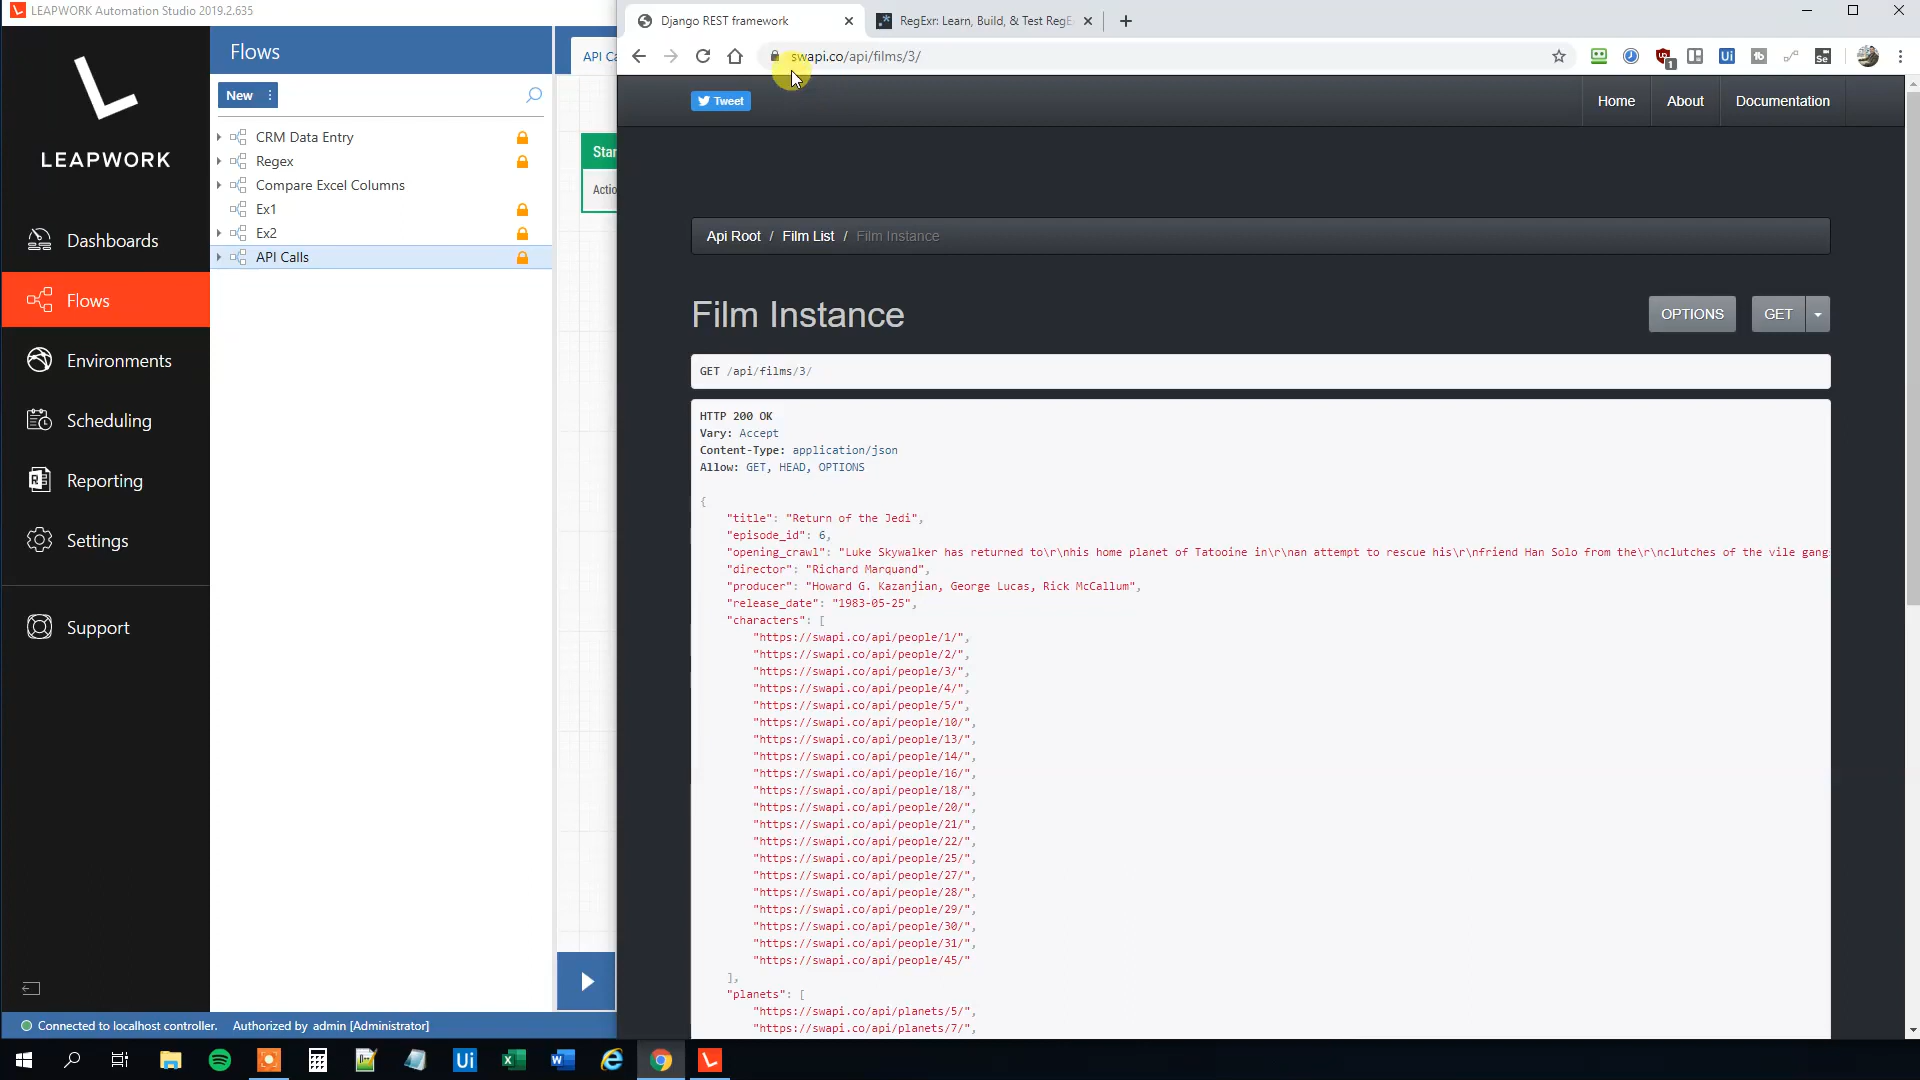 LEAPWORK Automation Studio 2019.2.635
LEAPWORK
Dashboards
Flows
Environments
Scheduling
Reporting
Settings
Support
Flows
New
CRM Data Entry
Regex
Compare Excel Columns
Ex1
Ex2
API Calls
API Ca
Star
Actio
Django REST framework
RegExr: Learn, Build, & Test RegE
swapi.co/api/films/3/
1
Ui
Se
Tweet
Home
About
Documentation
Api Root / Film List / Film Instance
Film Instance
OPTIONS
GET
GET /api/films/3/
HTTP 200 OK
Vary: Accept
Content-Type: application/json
Allow: GET, HEAD, OPTIONS
{
"title": "Return of the Jedi",
"episode_id": 6,
"opening_crawl": "Luke Skywalker has returned to\r\nhis home planet of Tatooine in\r\nan attempt to rescue his\r\nfriend Han Solo from the\r\nclutches of the vile gang
"director": "Richard Marquand",
"producer": "Howard G. Kazanjian, George Lucas, Rick McCallum",
"release_date": "1983-05-25",
"characters": [
"https://swapi.co/api/people/1/",
"https://swapi.co/api/people/2/",
"https://swapi.co/api/people/3/",
"https://swapi.co/api/people/4/",
"https://swapi.co/api/people/5/",
"https://swapi.co/api/people/10/",
"https://swapi.co/api/people/13/",
"https://swapi.co/api/people/14/",
"https://swapi.co/api/people/16/",
"https://swapi.co/api/people/18/",
"https://swapi.co/api/people/20/",
"https://swapi.co/api/people/21/",
"https://swapi.co/api/people/22/",
"https://swapi.co/api/people/25/",
"https://swapi.co/api/people/27/",
"https://swapi.co/api/people/28/",
"https://swapi.co/api/people/29/",
"https://swapi.co/api/people/30/",
"https://swapi.co/api/people/31/",
"https://swapi.co/api/people/45/"
],
"planets": [
"https://swapi.co/api/planets/5/",
"https://swapi.co/api/planets/7/",
Connected to localhost controller. Authorized by admin [Administrator]
Ui